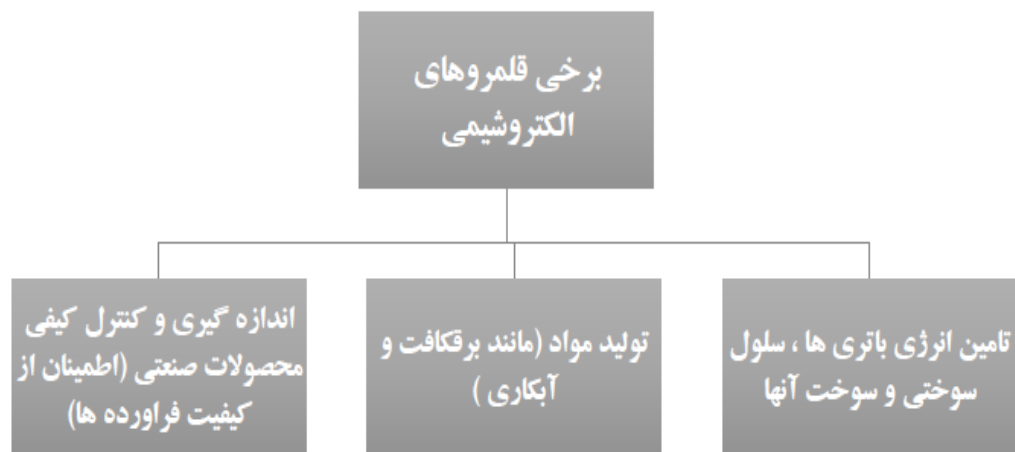 برخی قلمروهای
الکتروشیمی
تامین انرژی باتری ها ، سلول
سوختی و سوخت آنها
تولید مواد (مانند برقکافت و
آبکاری )
اندازه گیری و کنترل کیفی
محصولات صنعتی (اطمینان از
کیفیت فراورده ها)